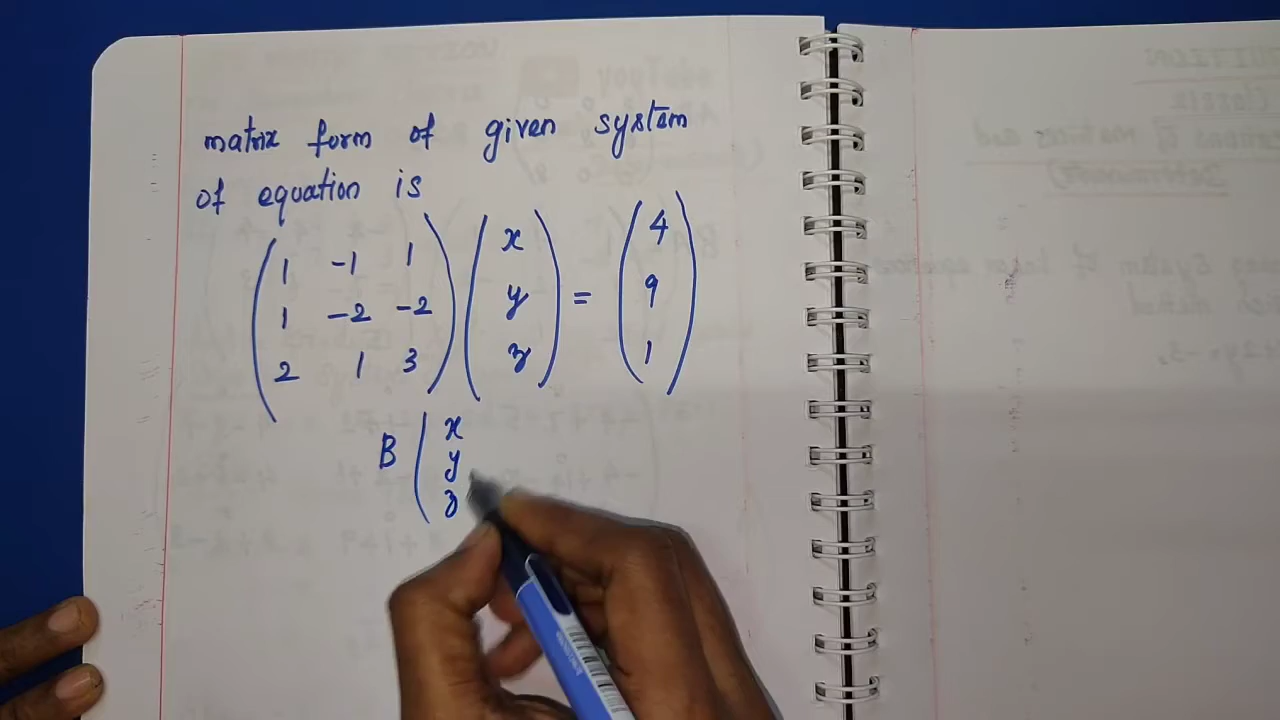 matrix form of given system
of equation is
( 1 -1 1 ) ( x ) = ( 4 )
( 1 -2 -2 ) ( y ) ( 9 )
( 2 1 3 ) ( z ) ( 1 )
B ( x
y
z